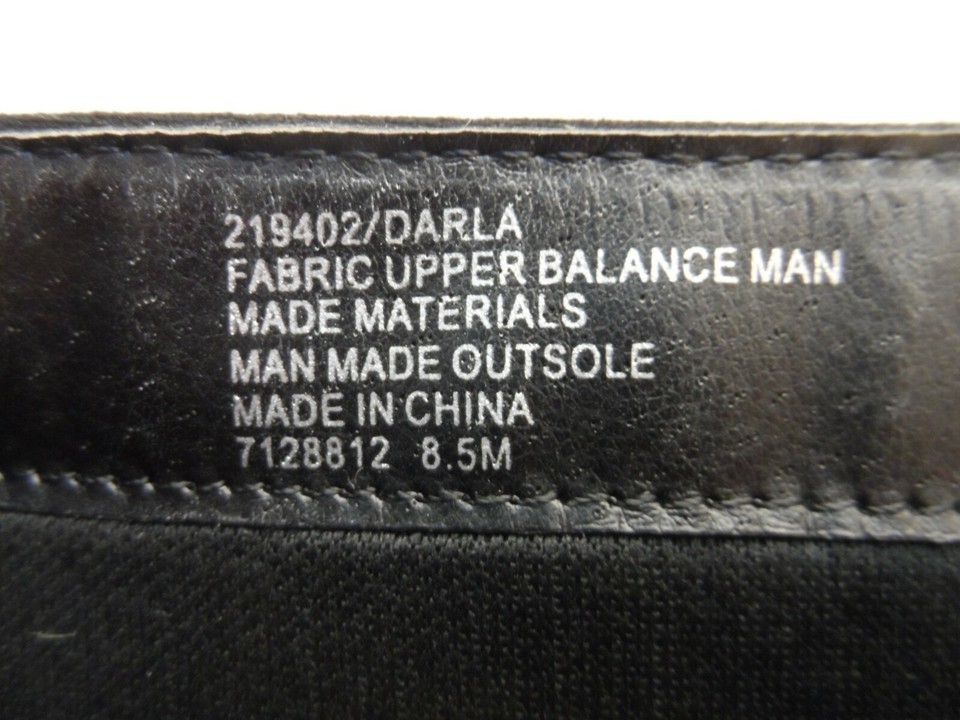 219402/DARLA
FABRIC UPPER BALANCE MAN
MADE MATERIALS
MAN MADE OUTSOLE
MADE IN CHINA
7128812 8.5M